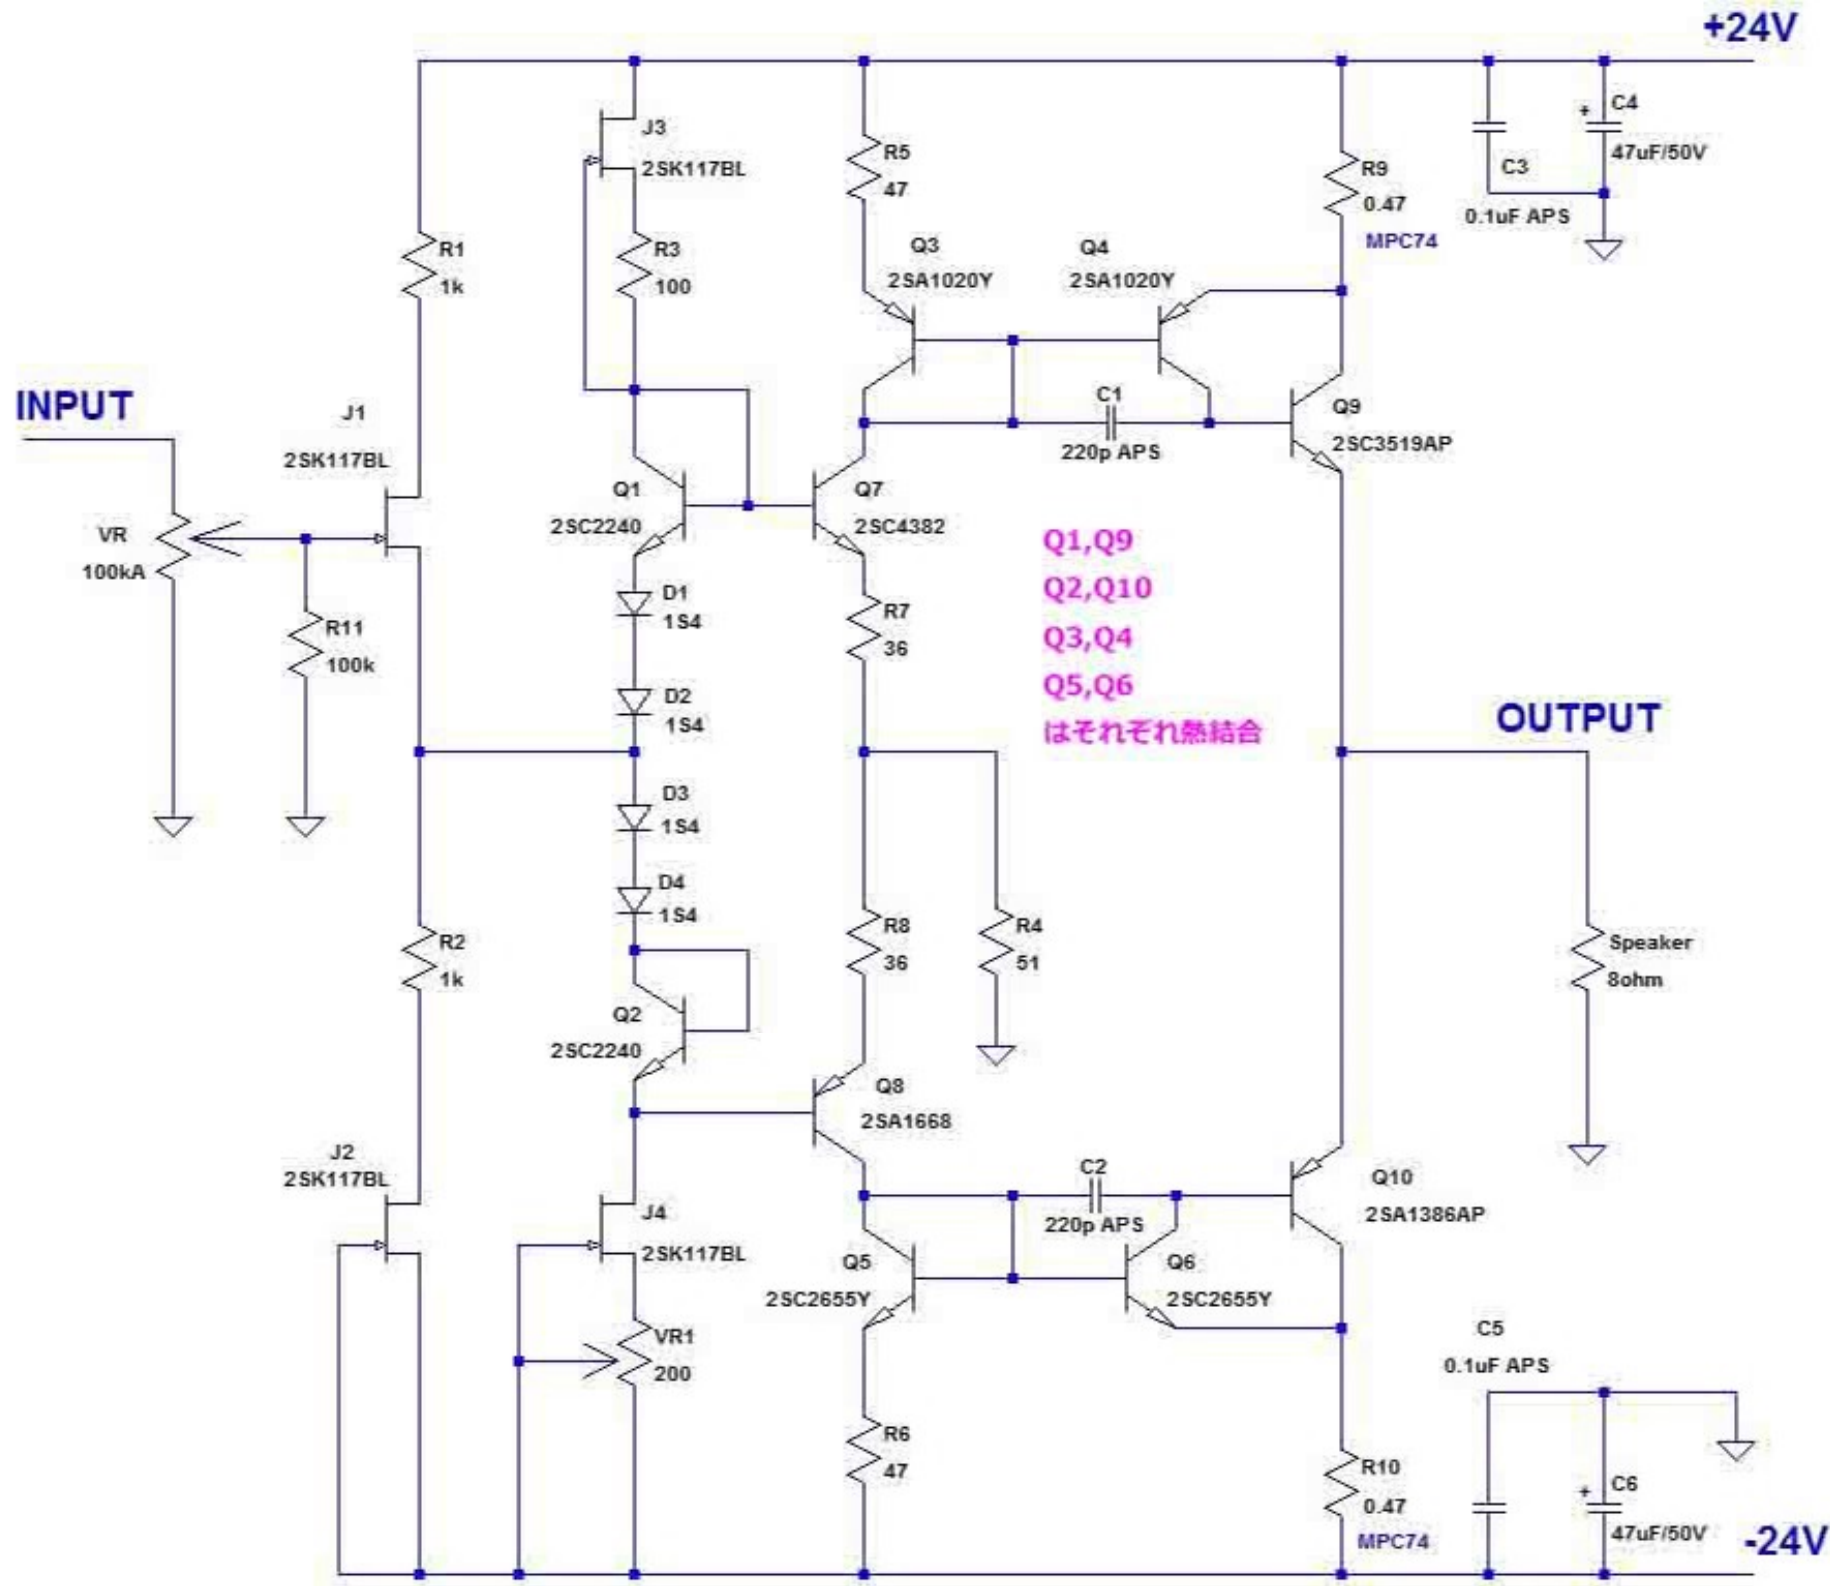 +24V
C4
47uF/50V
C3
0.1uF APS
J3
2SK117BL
R5
47
R9
0.47
MPC74
R1
1k
R3
100
Q3
2SA1020Y
Q4
2SA1020Y
INPUT
J1
2SK117BL
C1
220p APS
Q9
2SC3519AP
VR
100kA
Q1
2SC2240
Q7
2SC4382
Q1,Q9
Q2,Q10
Q3,Q4
Q5,Q6
はそれぞれ熱結合
R11
100k
D1
1S4
R7
36
D2
1S4
OUTPUT
D3
1S4
D4
1S4
R2
1k
R8
36
R4
51
Speaker
8ohm
Q2
2SC2240
Q8
2SA1668
J2
2SK117BL
C2
220p APS
Q10
2SA1386AP
J4
2SK117BL
Q5
2SC2655Y
Q6
2SC2655Y
VR1
200
C5
0.1uF APS
R6
47
R10
0.47
MPC74
+
C6
47uF/50V
-24V
+